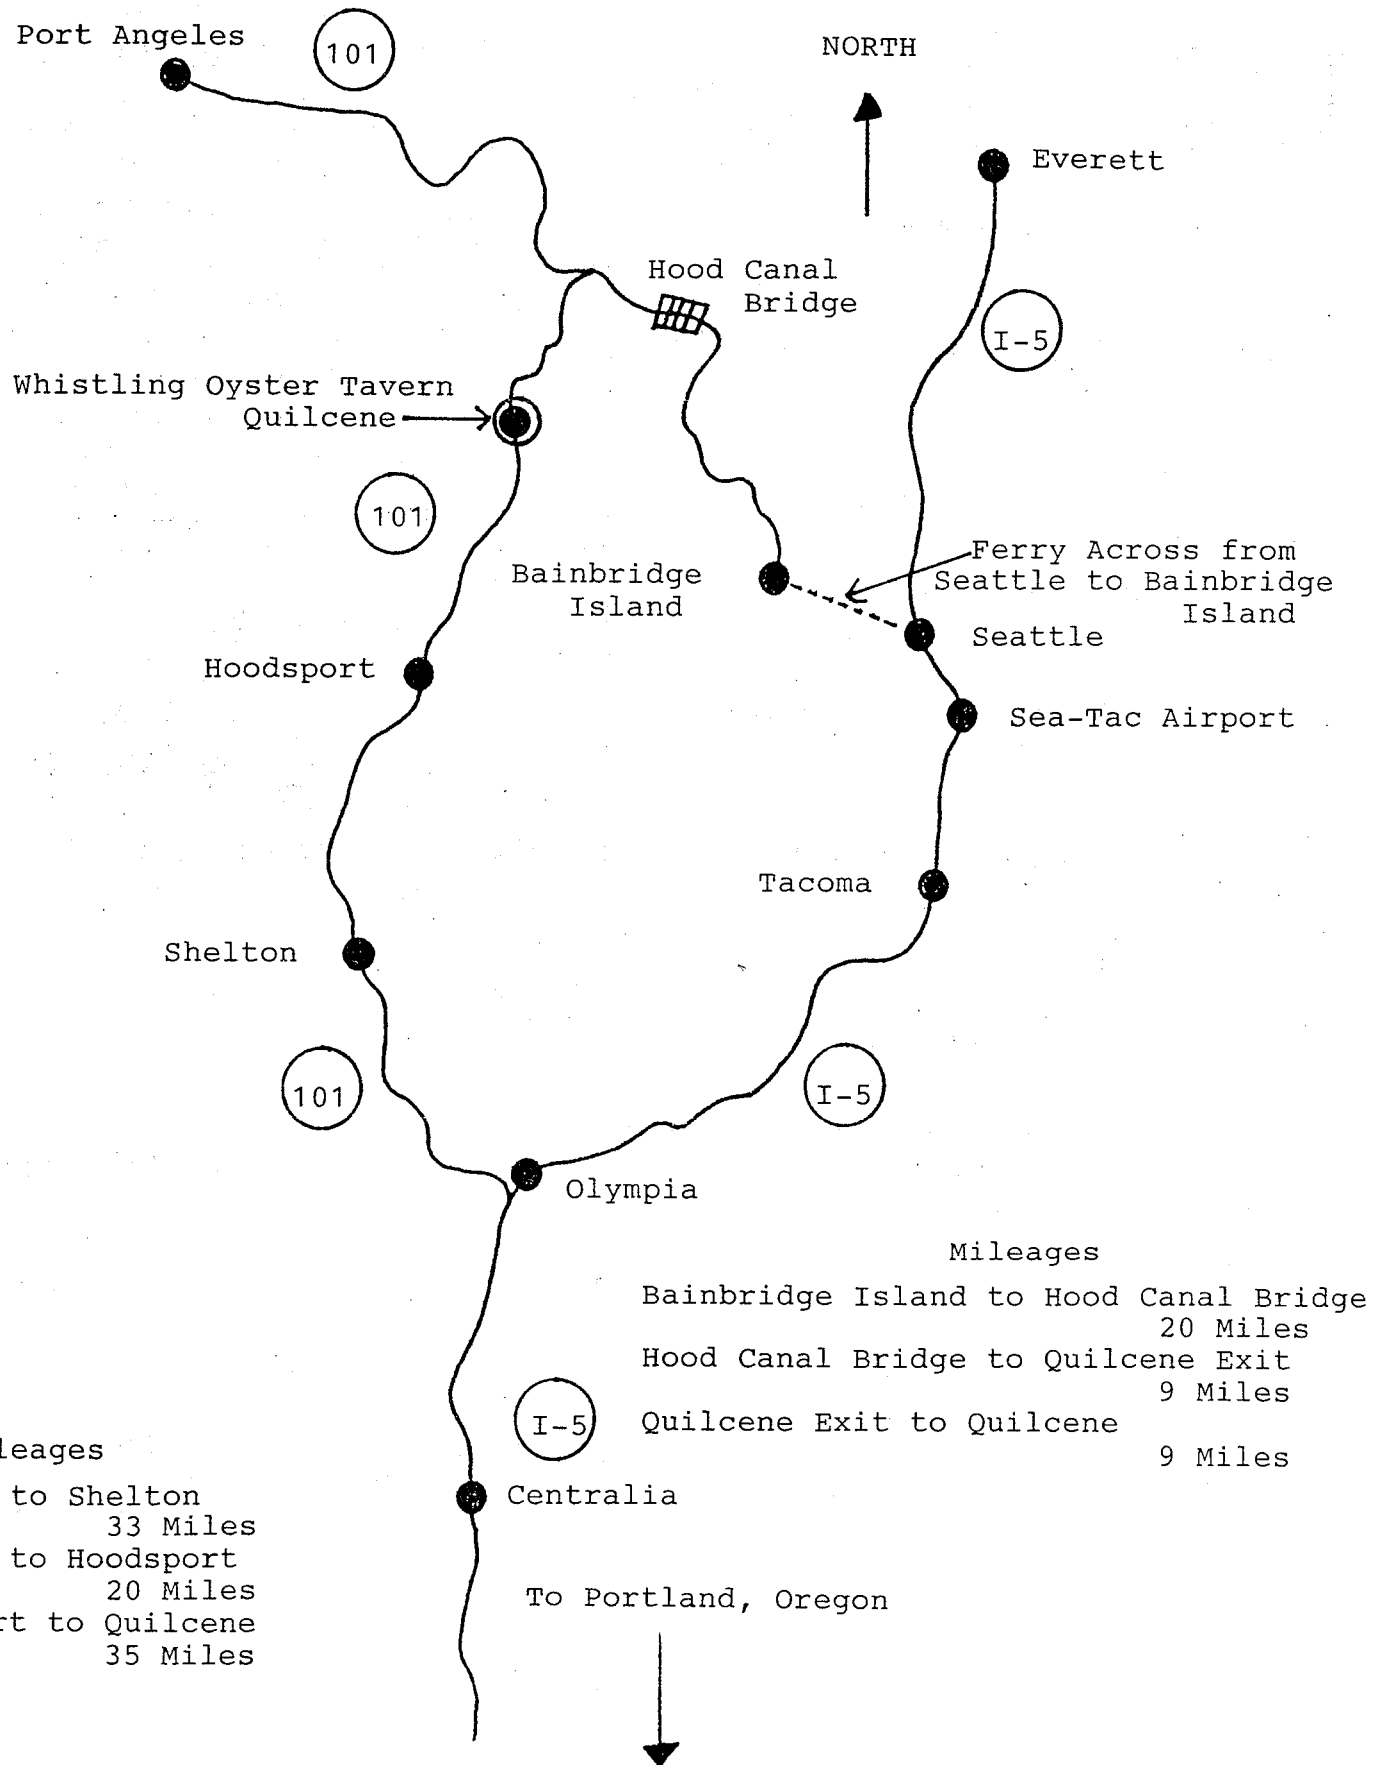 Port Angeles
101
NORTH
Everett
Hood Canal
Bridge
I-5
Whistling Oyster Tavern
Quilcene
101
Ferry Across from
Seattle to Bainbridge
Island
Bainbridge
Island
Seattle
Hoodsport
Sea-Tac Airport
Tacoma
Shelton
101
I-5
Olympia
Mileages
Bainbridge Island to Hood Canal Bridge
20 Miles
Hood Canal Bridge to Quilcene Exit
9 Miles
Quilcene Exit to Quilcene
9 Miles
I-5
Centralia
leages
to Shelton
33 Miles
to Hoodsport
20 Miles
rt to Quilcene
35 Miles
To Portland, Oregon